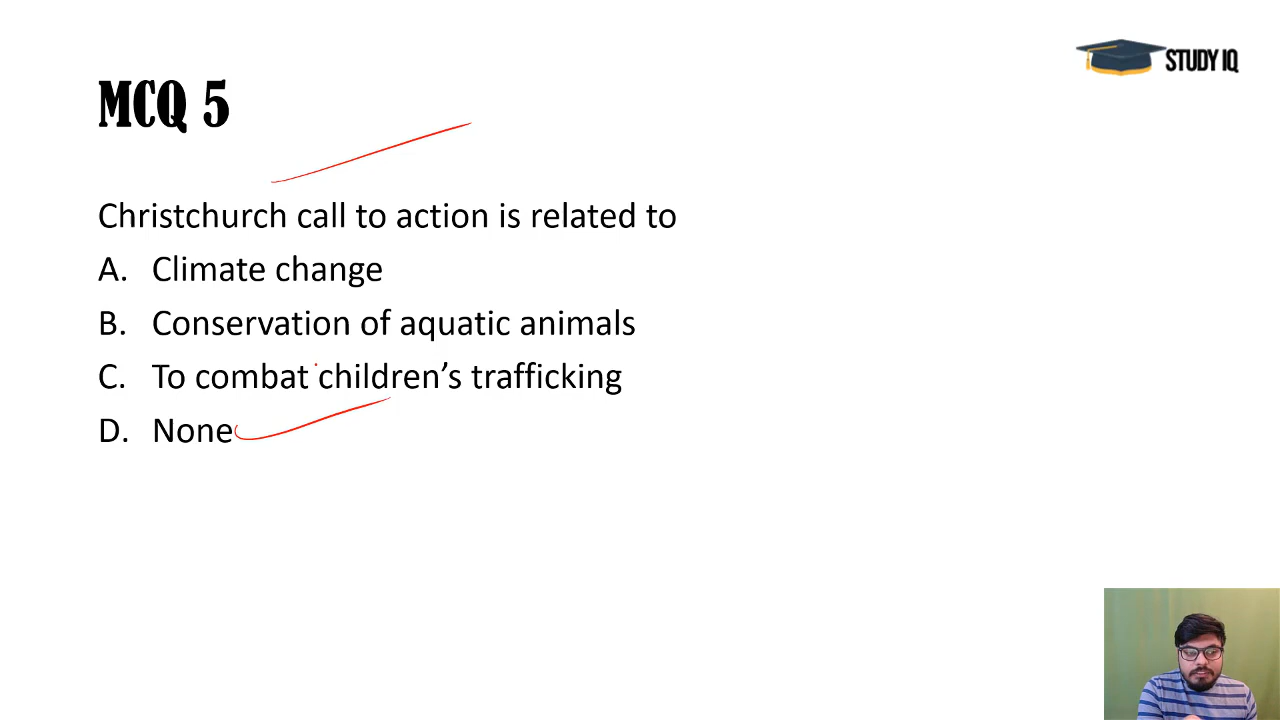 STUDY IQ
MCQ 5
Christchurch call to action is related to
A. Climate change
B. Conservation of aquatic animals
C. To combat children’s trafficking
D. None